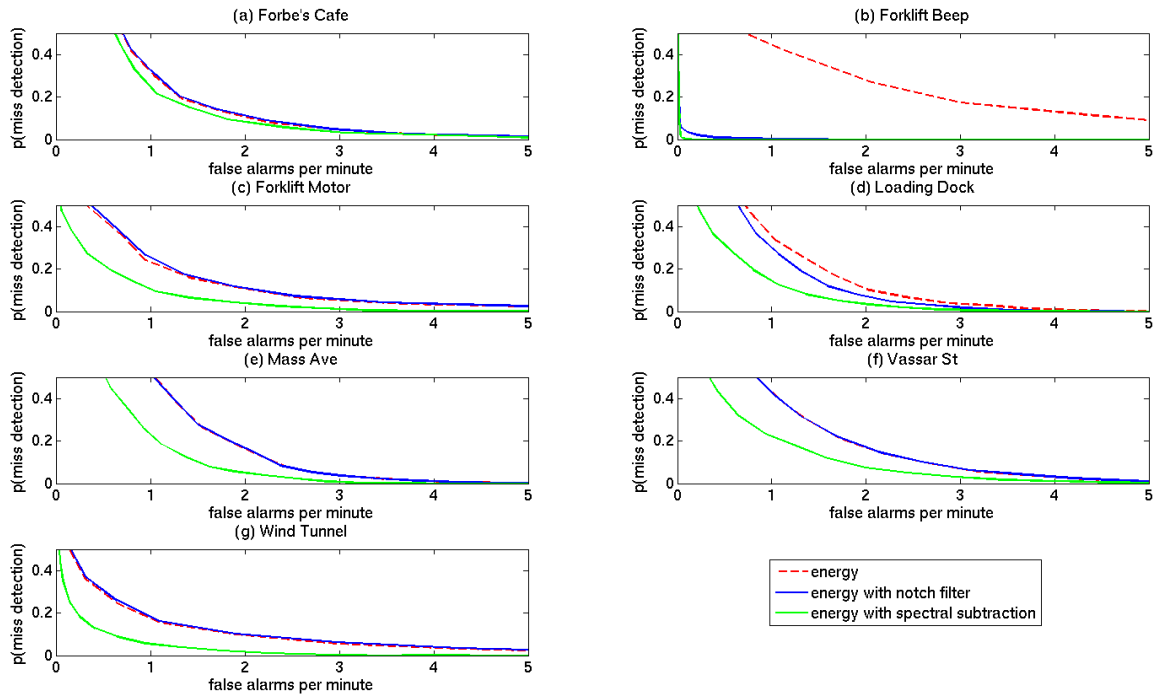 (a) Forbe's Cafe
p(miss detection)
0.4
0.2
0
0 1 2 3 4 5
false alarms per minute
(b) Forklift Beep
p(miss detection)
0.4
0.2
0
0 1 2 3 4 5
false alarms per minute
(c) Forklift Motor
p(miss detection)
0.4
0.2
0
0 1 2 3 4 5
false alarms per minute
(d) Loading Dock
p(miss detection)
0.4
0.2
0
0 1 2 3 4 5
false alarms per minute
(e) Mass Ave
p(miss detection)
0.4
0.2
0
0 1 2 3 4 5
false alarms per minute
(f) Vassar St
p(miss detection)
0.4
0.2
0
0 1 2 3 4 5
false alarms per minute
(g) Wind Tunnel
p(miss detection)
0.4
0.2
0
0 1 2 3 4 5
false alarms per minute
energy
energy with notch filter
energy with spectral subtraction